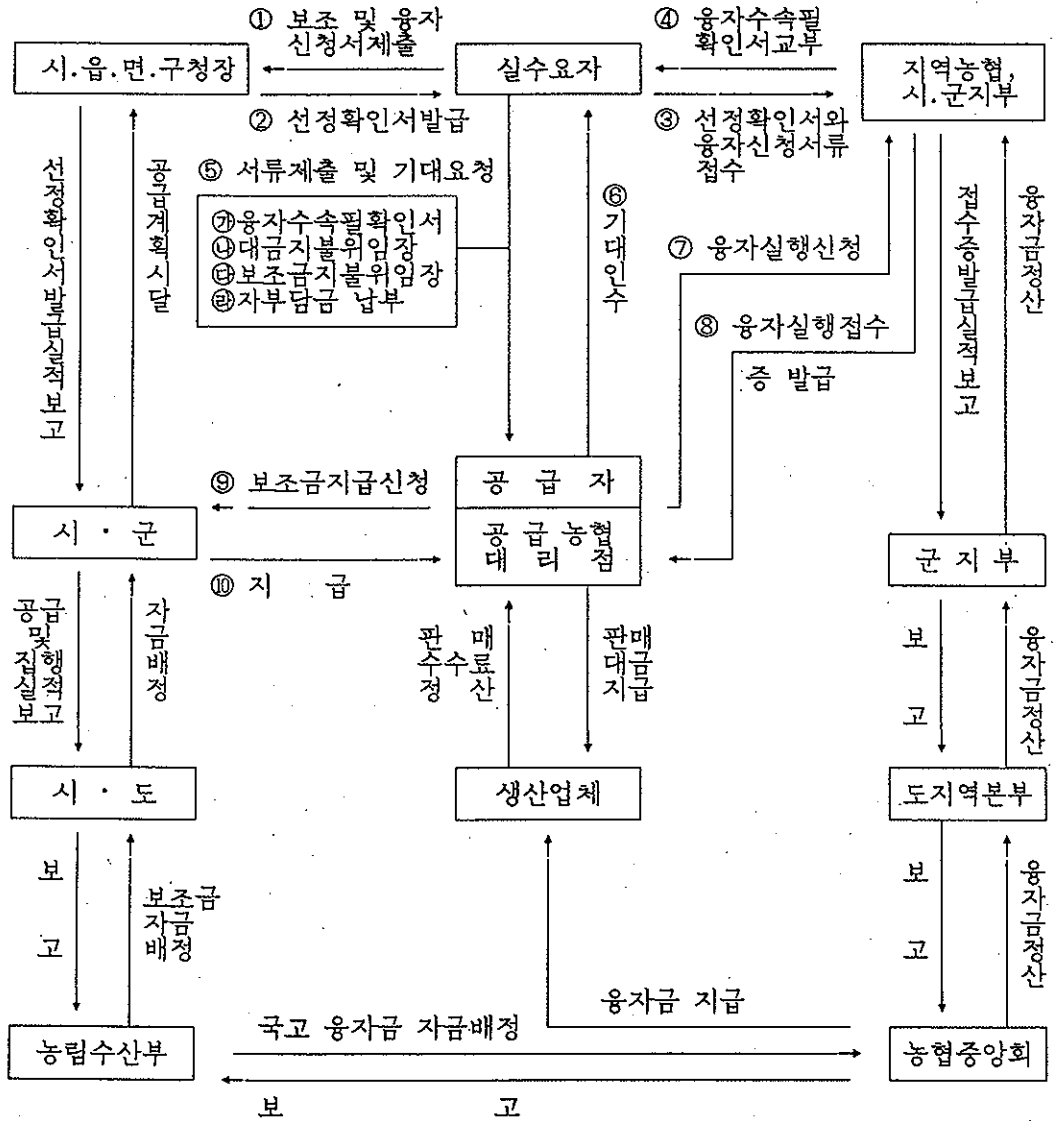 ① 보조 및 융자
신청서제출
④ 융자수속필
확인서교부
시.읍.면.구청장
실수요자
지역농협,
시.군지부
② 선정확인서발급
③ 선정확인서와
융자신청서류
접수
선정확인서발급실적보고
공급계획시달
⑤ 서류제출 및 기대요청
㉮융자수속필확인서
㉯대금지불위임장
㉰보조금지불위임장
㉱자부담금 납부
⑥기대인수
⑦ 융자실행신청
⑧ 융자실행접수
증 발급
접수증발급실적보고
융자금정산
⑨ 보조금지급신청
공 급 자
공 급 농협
대 리 점
시 · 군
⑩ 지 급
군 지 부
공급
및
집행
실적
보고
자금배정
판 매
수수료
정 산
판매
대금
지급
보 고
융자금정산
시 · 도
생산업체
도지역본부
보 고
보조금
자금
배정
보 고
융자금정산
융자금 지급
국고 융자금 자금배정
농림수산부
농협중앙회
보 고